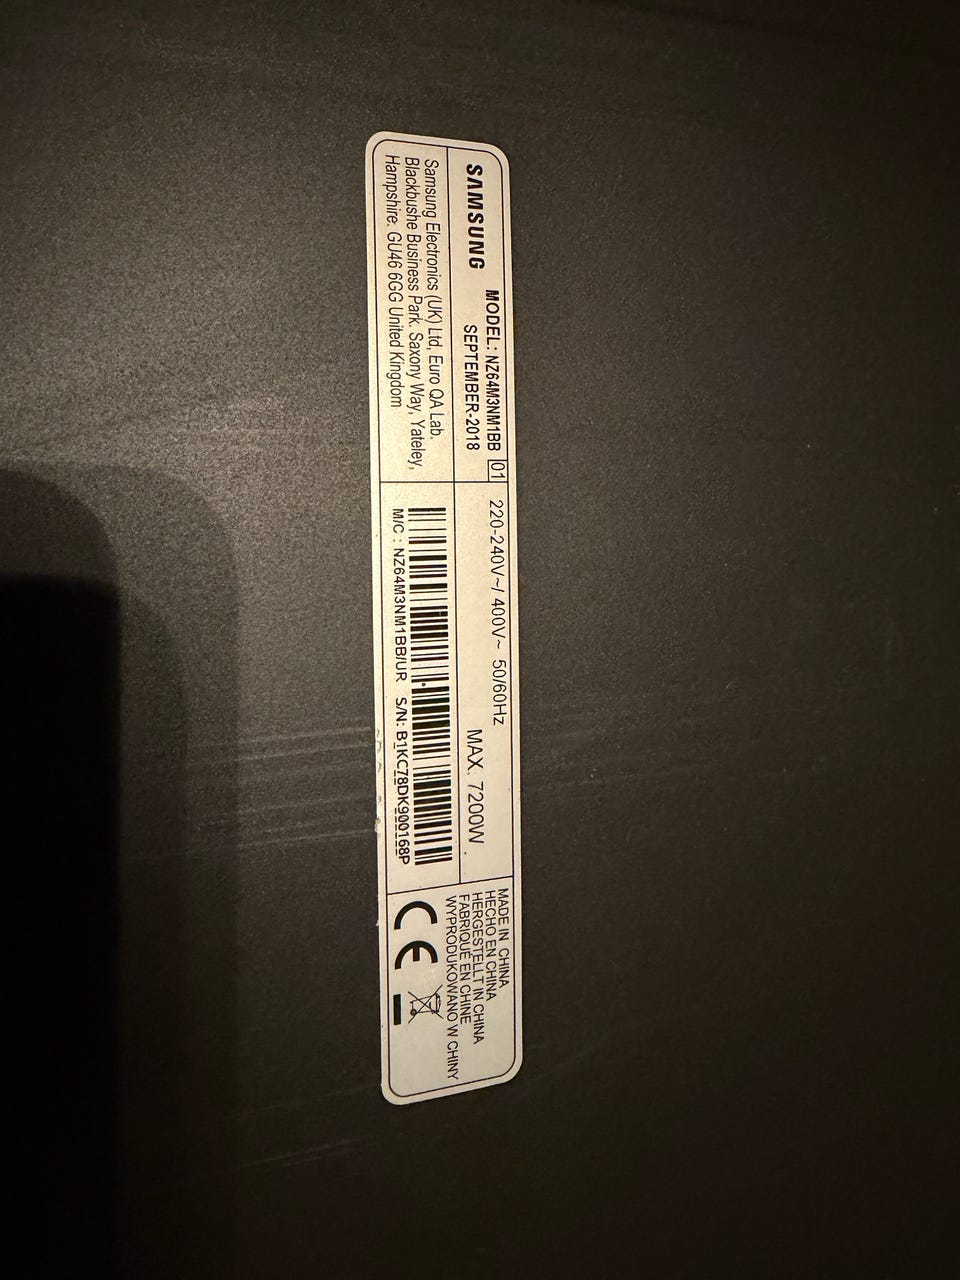 SAMSUNG
MODEL: NZ64M3NM1BB 01
SEPTEMBER-2018
Samsung Electronics (UK) Ltd, Euro QA Lab.
Blackbushe Business Park. Saxony Way, Yateley,
Hampshire. GU46 6GG United Kingdom
220-240V~/ 400V~ 50/60Hz
MAX. 7200W
M/C : NZ64M3NM1BB/UR S/N: B1KC78DK900168P
MADE IN CHINA
HECHO EN CHINA
HERGESTELLT IN CHINA
FABRIQUE EN CHINE
WYPRODUKOWANO W CHINY
CE